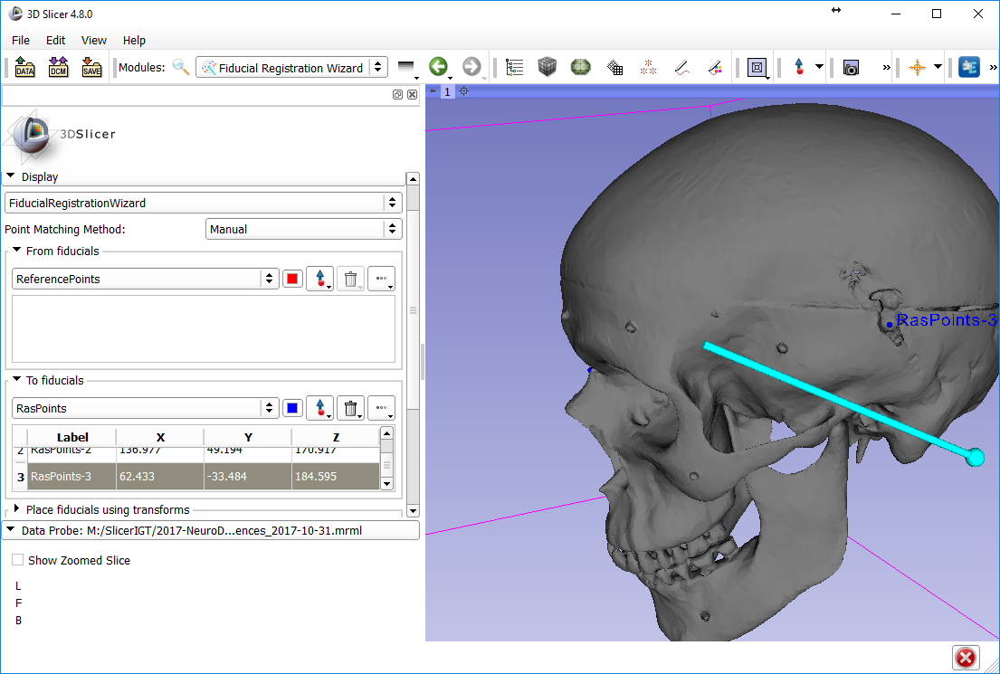 3D Slicer 4.8.0
File Edit View Help
DATA DCM SAVE Modules: Fiducial Registration Wizard »  »
1
3DSlicer
Display
FiducialRegistrationWizard
Point Matching Method: Manual
From fiducials
ReferencePoints ...
To fiducials
RasPoints ...
Label X Y Z
2 RasPoints-2 136.977 49.194 170.917
3 RasPoints-3 62.433 -33.484 184.595
Place fiducials using transforms
Data Probe: M:/SlicerIGT/2017-NeuroD...ences_2017-10-31.mrml
Show Zoomed Slice
L
F
B
RasPoints-3